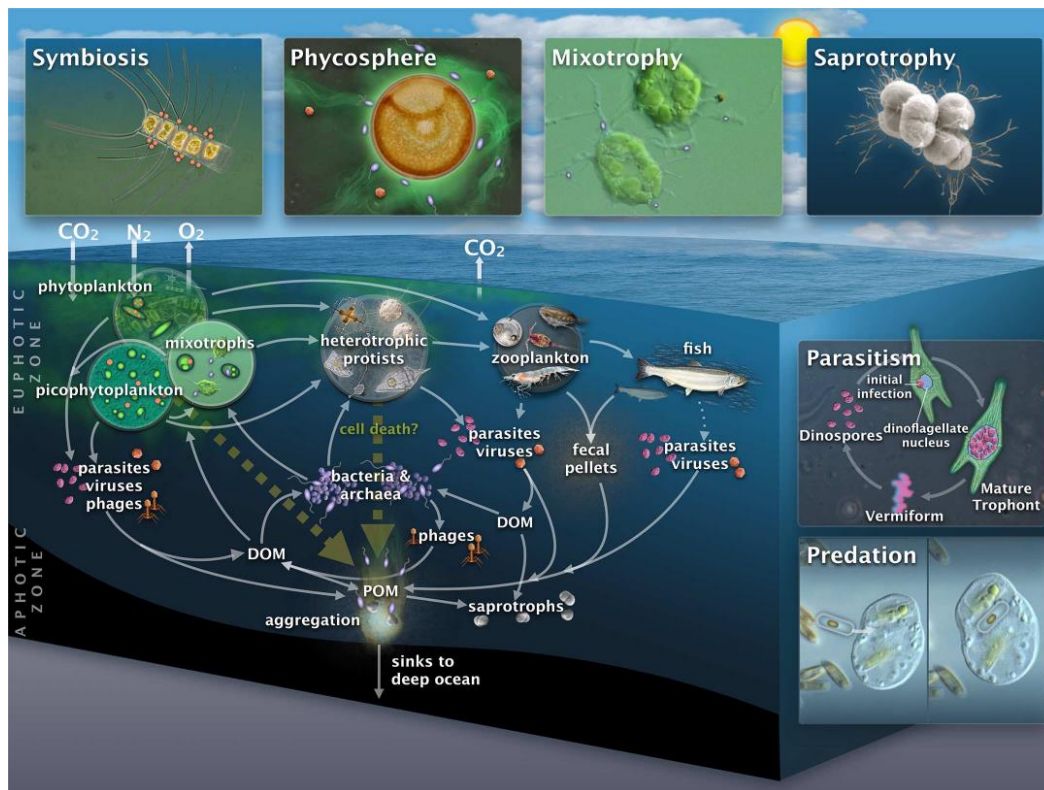 Symbiosis
Phycosphere
Mixotrophy
Saprotrophy
CO₂
N₂
O₂
CO₂
EUPHOTIC
ZONE
phytoplankton
mixotrophs
picophytoplankton
heterotrophic
protists
zooplankton
fish
cell death?
parasites
viruses
phages
bacteria &
archaea
parasites
viruses
fecal
pellets
parasites
viruses
DOM
DOM
phages
APHOTIC
ZONE
POM
aggregation
saprotrophs
sinks to
deep ocean
Parasitism
initial
infection
Dinospores
dinoflagellate
nucleus
Mature
Trophont
Vermiform
Predation